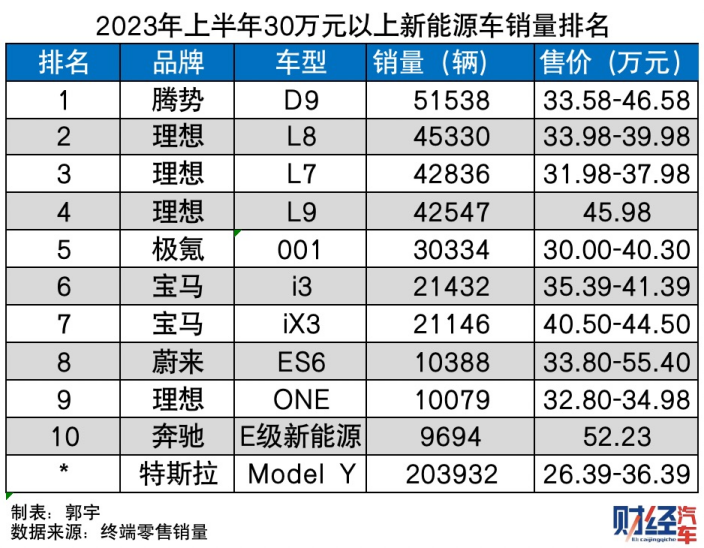 2023年上半年30万元以上新能源车销量排名
排名 品牌 车型 销量（辆） 售价（万元）
1 腾势 D9 51538 33.58-46.58
2 理想 L8 45330 33.98-39.98
3 理想 L7 42836 31.98-37.98
4 理想 L9 42547 45.98
5 极氪 001 30334 30.00-40.30
6 宝马 i3 21432 35.39-41.39
7 宝马 iX3 21146 40.50-44.50
8 蔚来 ES6 10388 33.80-55.40
9 理想 ONE 10079 32.80-34.98
10 奔驰 E级新能源 9694 52.23
* 特斯拉 Model Y 203932 26.39-36.39
制表：郭宇
数据来源：终端零售销量
财经汽车